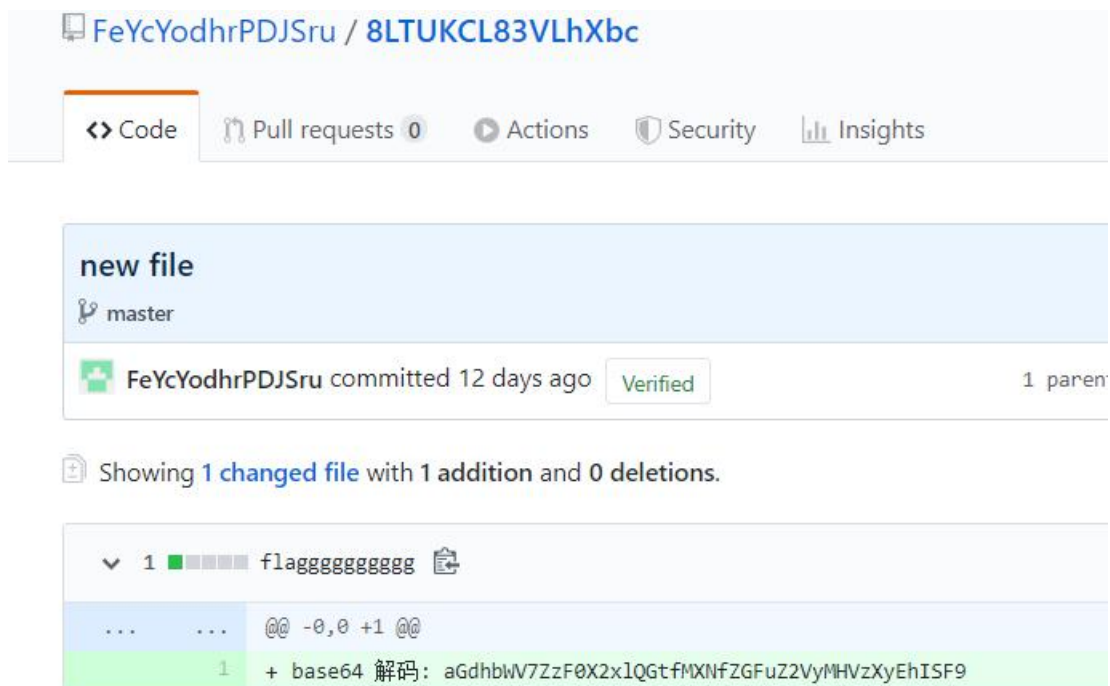 FeYcYodhrPDJSru / 8LTUKCL83VLhXbc
Code Pull requests 0 Actions Security Insights
new file
master
FeYcYodhrPDJSru committed 12 days ago Verified 1 parent
Showing 1 changed file with 1 addition and 0 deletions.
1 flagggggggggg
... ... @@ -0,0 +1 @@
1 + base64 解码: aGdhbWV7ZzF0X2xlQGtfMXNfZGFuZ2VyMHVzXyEhISF9